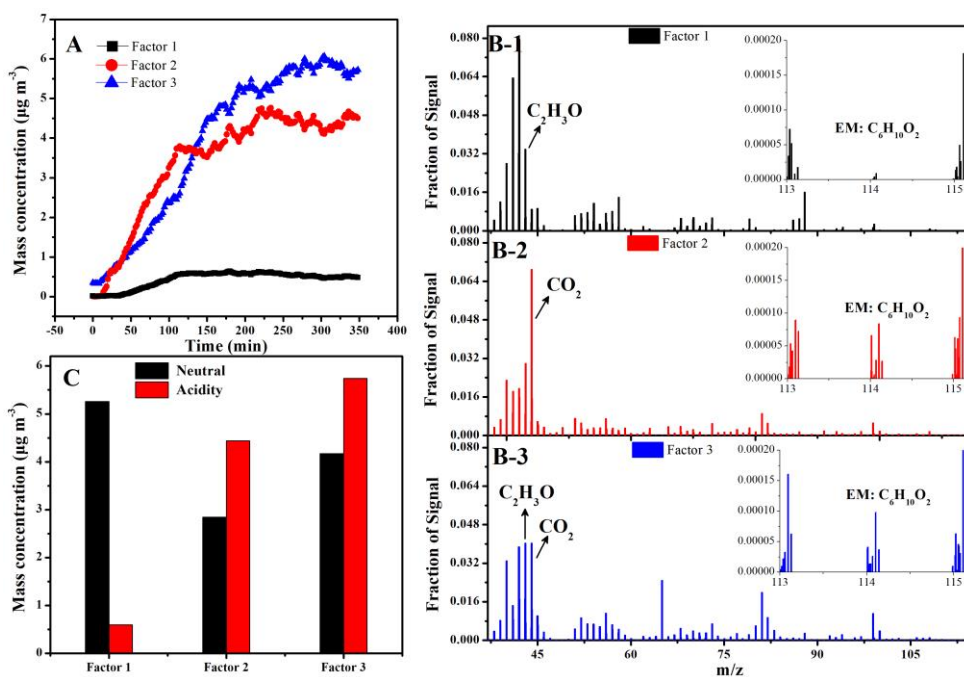 A
Factor 1
Factor 2
Factor 3
Mass concentration (μg m⁻³)
6
5
4
3
2
1
0
-50 0 50 100 150 200 250 300 350 400
Time (min)
C
Neutral
Acidity
Mass concentration (μg m⁻³)
6
5
4
3
2
1
0
Factor 1 Factor 2 Factor 3
B-1
Factor 1
C₂H₃O
Fraction of Signal
0.080
0.064
0.048
0.032
0.016
0.000
0.00020
0.00015
0.00010
0.00005
0.00000
EM: C₆H₁₀O₂
113 114 115
B-2
Factor 2
CO₂
Fraction of Signal
0.080
0.064
0.048
0.032
0.016
0.000
0.00020
0.00015
0.00010
0.00005
0.00000
EM: C₆H₁₀O₂
113 114 115
B-3
Factor 3
C₂H₃O
CO₂
Fraction of Signal
0.080
0.064
0.048
0.032
0.016
0.000
0.00020
0.00015
0.00010
0.00005
0.00000
EM: C₆H₁₀O₂
113 114 115
45 60 75 90 105
m/z